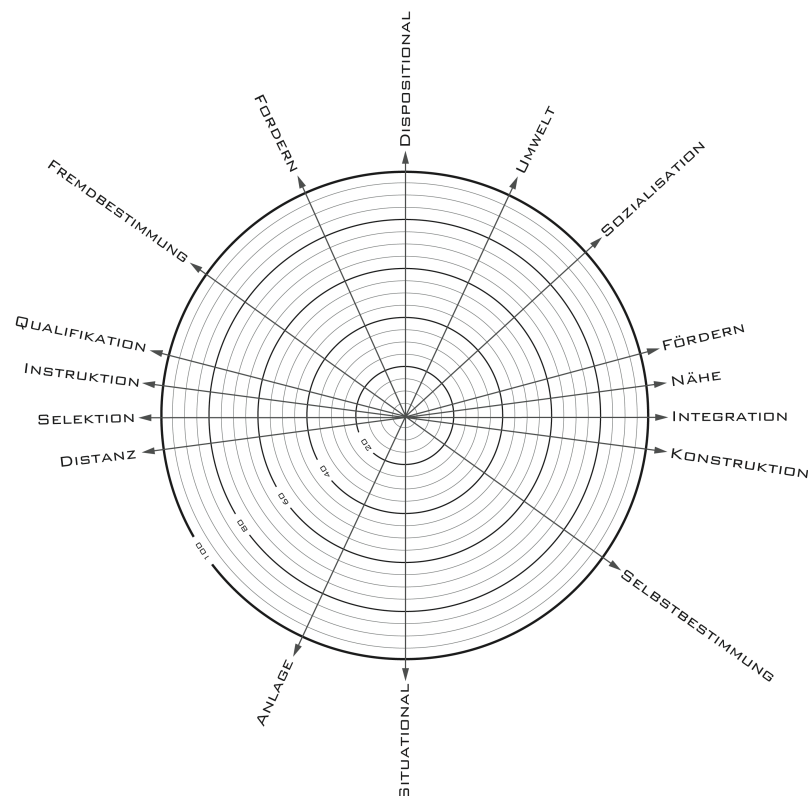 Dispositional
Umwelt
Sozialisation
Fördern
Nähe
Integration
Konstruktion
Selbstbestimmung
Situational
Anlage
Distanz
Selektion
Instruktion
Qualifikation
Fremdbestimmung
Fordern
20
40
60
80
100